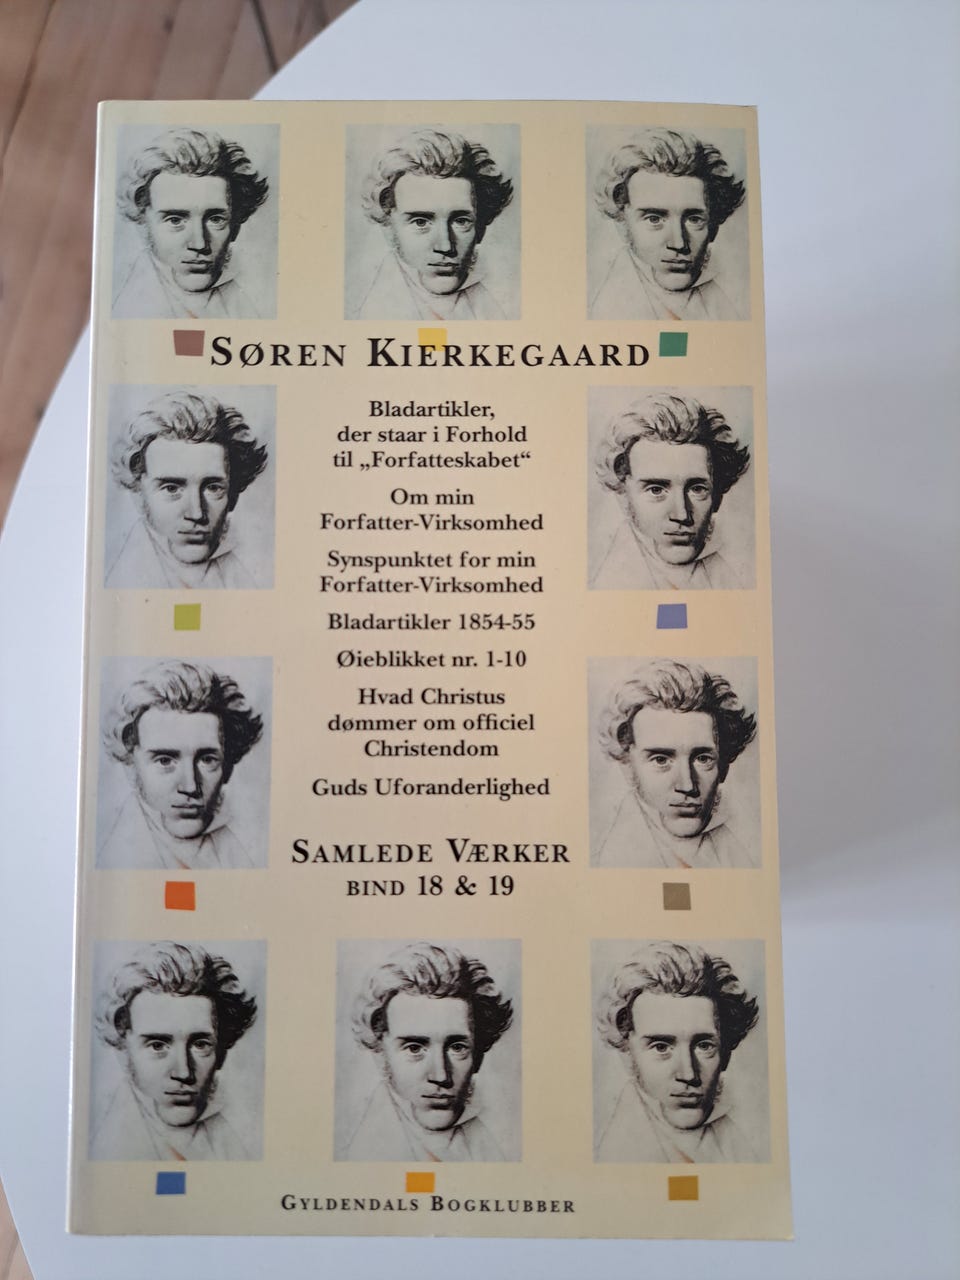 SØREN KIERKEGAARD
Bladartikler,
der staar i Forhold
til „Forfatteskabet“
Om min
Forfatter-Virksomhed
Synspunktet for min
Forfatter-Virksomhed
Bladartikler 1854-55
Øieblikket nr. 1-10
Hvad Christus
dømmer om officiel
Christendom
Guds Uforanderlighed
SAMLEDE VÆRKER
BIND 18 & 19
GYLDENDALS BOGKLUBBER